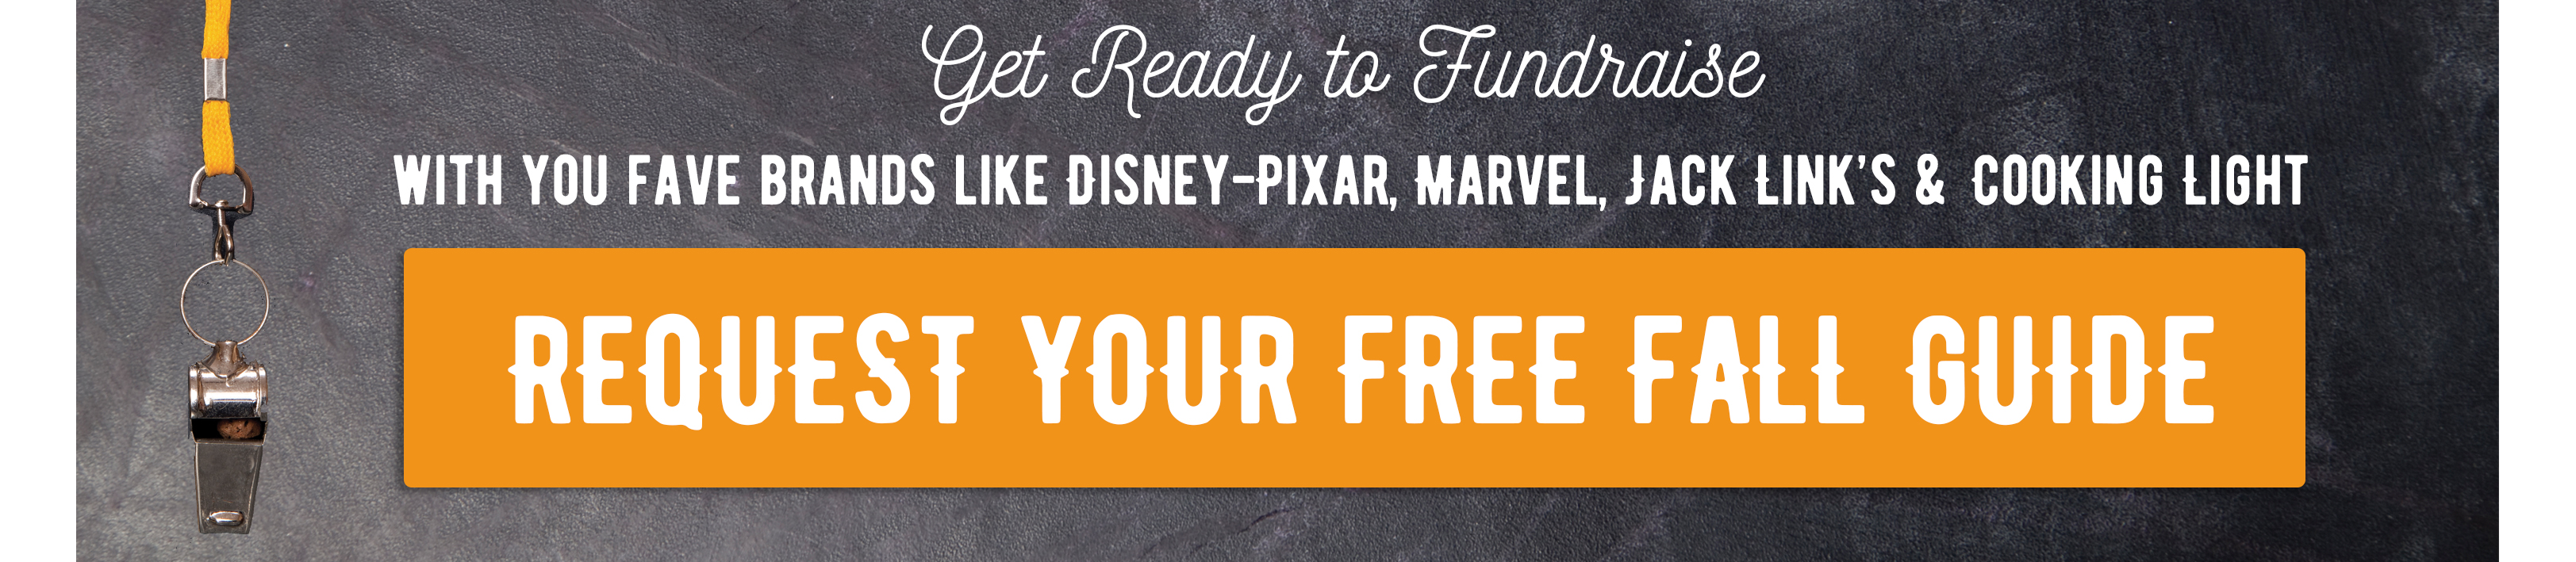 Get Ready to Fundraise
WITH YOU FAVE BRANDS LIKE DISNEY-PIXAR, MARVEL, JACK LINK'S & COOKING LIGHT
REQUEST YOUR FREE FALL GUIDE